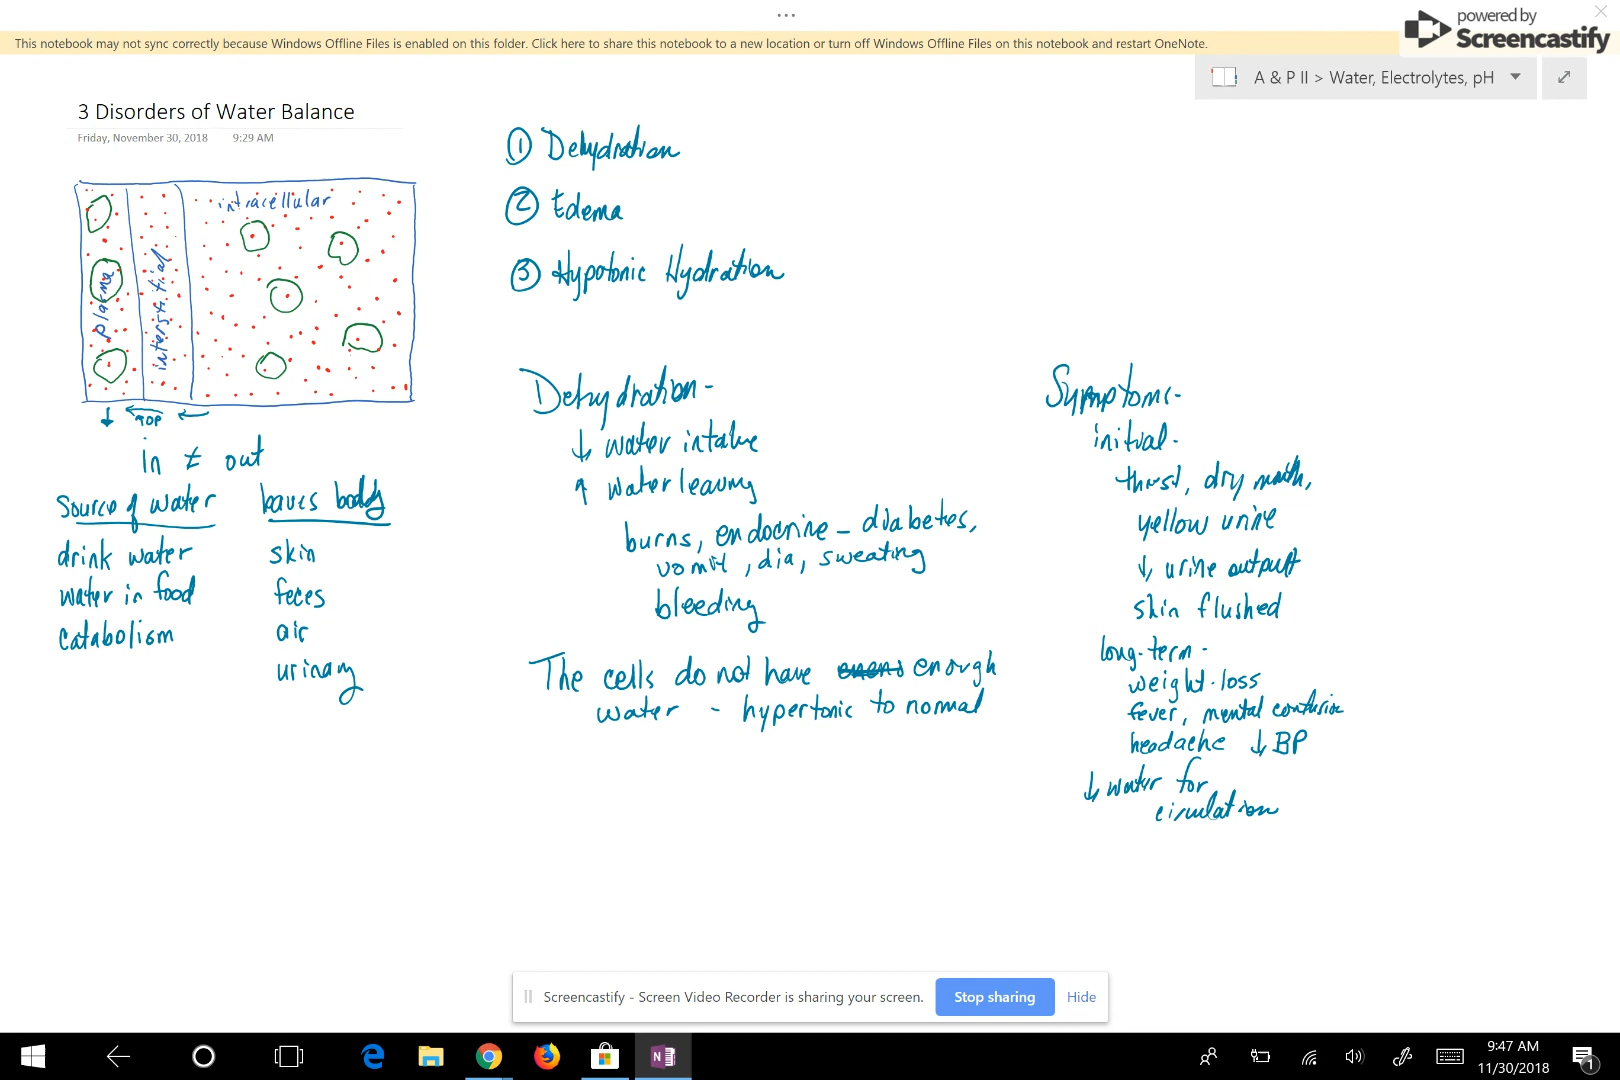 ...
powered by
Screencastify
This notebook may not sync correctly because Windows Offline Files is enabled on this folder. Click here to share this notebook to a new location or turn off Windows Offline Files on this notebook and restart OneNote.
A & P II > Water, Electrolytes, pH
3 Disorders of Water Balance
Friday, November 30, 2018 9:29 AM
① Dehydration
② Edema
③ Hypotonic Hydration
intracellular
plasma
interstitial
↓ ← TOP ←
in ≠ out
Source of water
drink water
water in food
catabolism
leaves body
skin
feces
air
urinary
Dehydration -
↓ water intake
↑ water leaving
burns, endocrine - diabetes,
vomit, dia, sweating
bleeding
The cells do not have enough
water - hypertonic to normal
Symptoms -
initial -
thirst, dry mouth,
yellow urine
↓ urine output
skin flushed
long-term -
weight-loss
fever, mental confusion
headache ↓ BP
↓ water for
circulation
Screencastify - Screen Video Recorder is sharing your screen.
Stop sharing
Hide
N
9:47 AM
11/30/2018
1